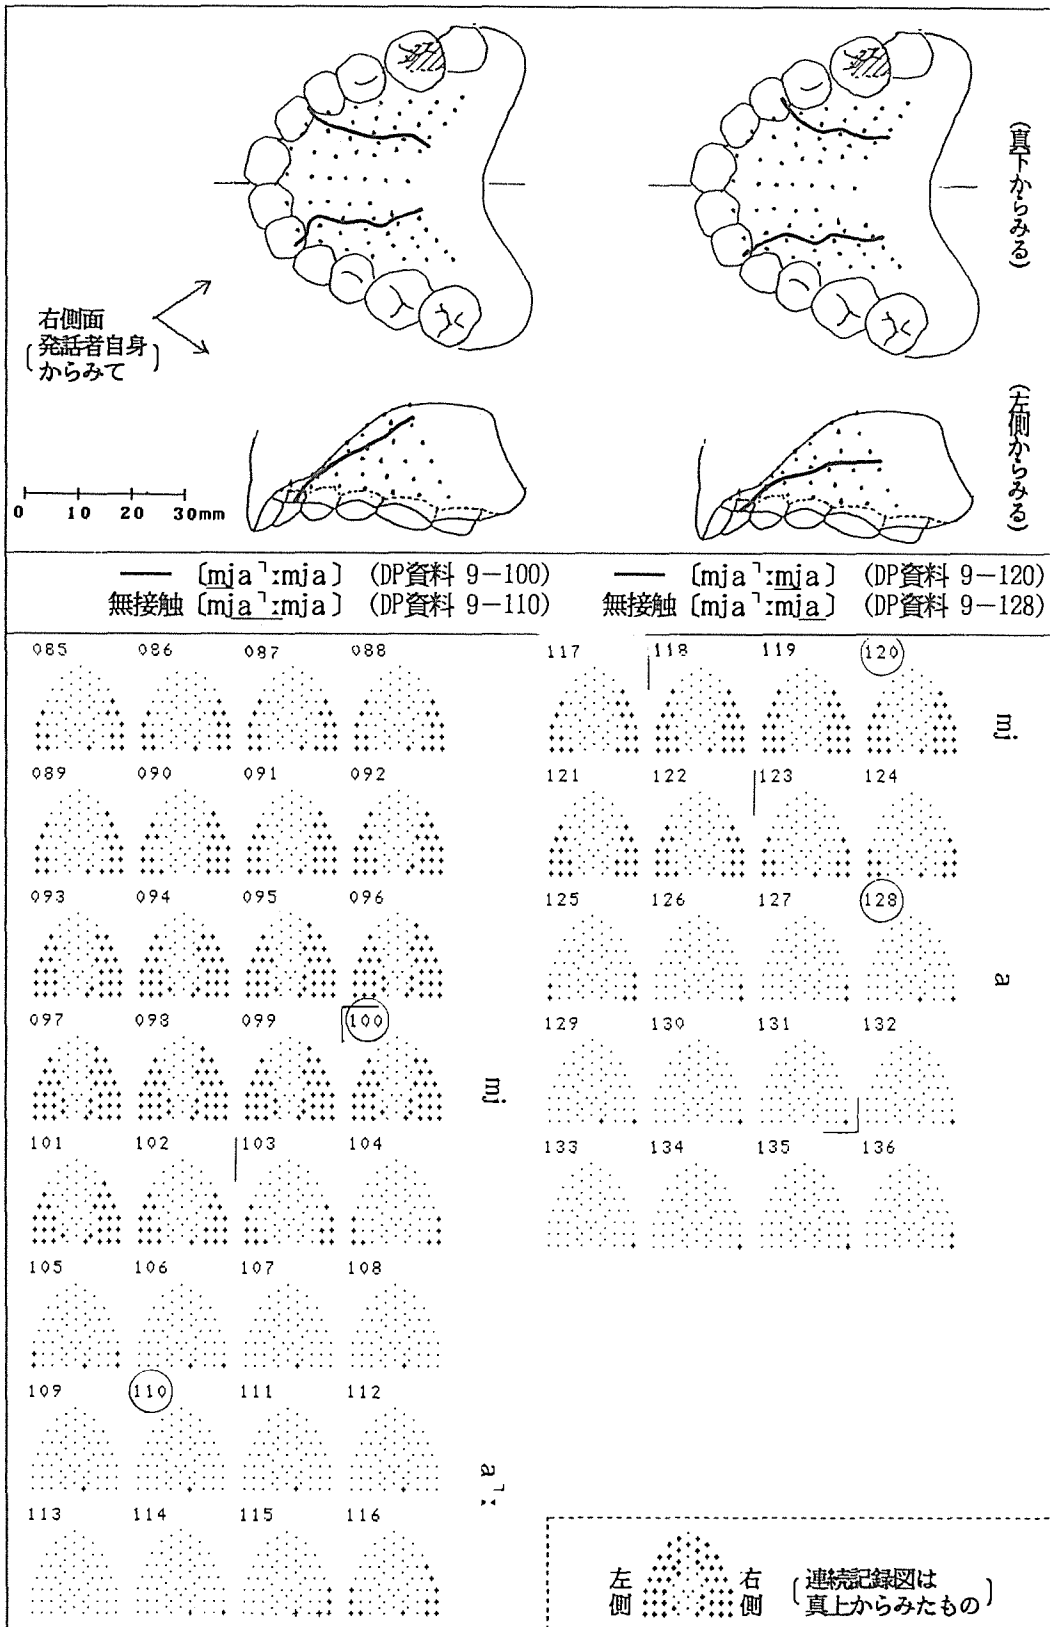 (真下からみる)
右側面
発話者自身
からみて
(左側からみる)
0 10 20 30mm
〔mja˥ːmja〕 (DP資料 9−100)
無接触 〔mja˥ːmja〕 (DP資料 9−110)
〔mja˥ːmja〕 (DP資料 9−120)
無接触 〔mja˥ːmja〕 (DP資料 9−128)
085 086 087 088
089 090 091 092
093 094 095 096
097 098 099 100
mj
101 102 103 104
105 106 107 108
109 110 111 112
a˥ː
113 114 115 116
117 118 119 120
mj
121 122 123 124
125 126 127 128
a
129 130 131 132
133 134 135 136
左側
右側
連続記録図は
真上からみたもの